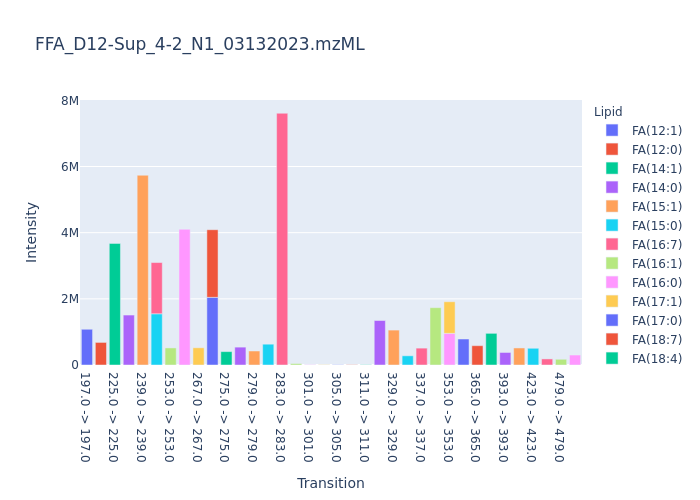 FFA_D12-Sup_4-2_N1_03132023.mzML
8M
6M
4M
2M
0
Intensity
197.0 -> 197.0
225.0 -> 225.0
239.0 -> 239.0
253.0 -> 253.0
267.0 -> 267.0
275.0 -> 275.0
279.0 -> 279.0
283.0 -> 283.0
301.0 -> 301.0
305.0 -> 305.0
311.0 -> 311.0
329.0 -> 329.0
337.0 -> 337.0
353.0 -> 353.0
365.0 -> 365.0
393.0 -> 393.0
423.0 -> 423.0
479.0 -> 479.0
Transition
Lipid
FA(12:1)
FA(12:0)
FA(14:1)
FA(14:0)
FA(15:1)
FA(15:0)
FA(16:7)
FA(16:1)
FA(16:0)
FA(17:1)
FA(17:0)
FA(18:7)
FA(18:4)